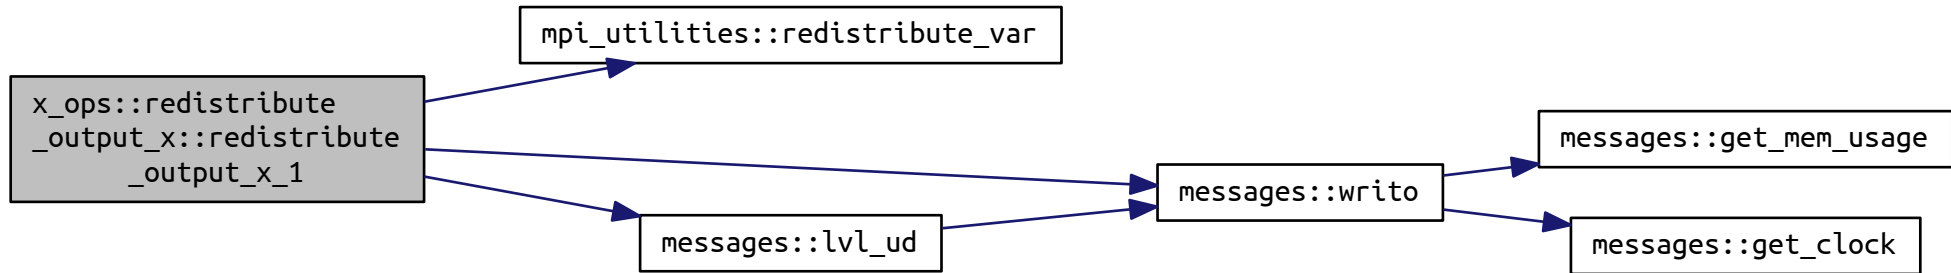 mpi_utilities::redistribute_var
x_ops::redistribute
_output_x::redistribute
_output_x_1
messages::get_mem_usage
messages::writo
messages::lvl_ud
messages::get_clock